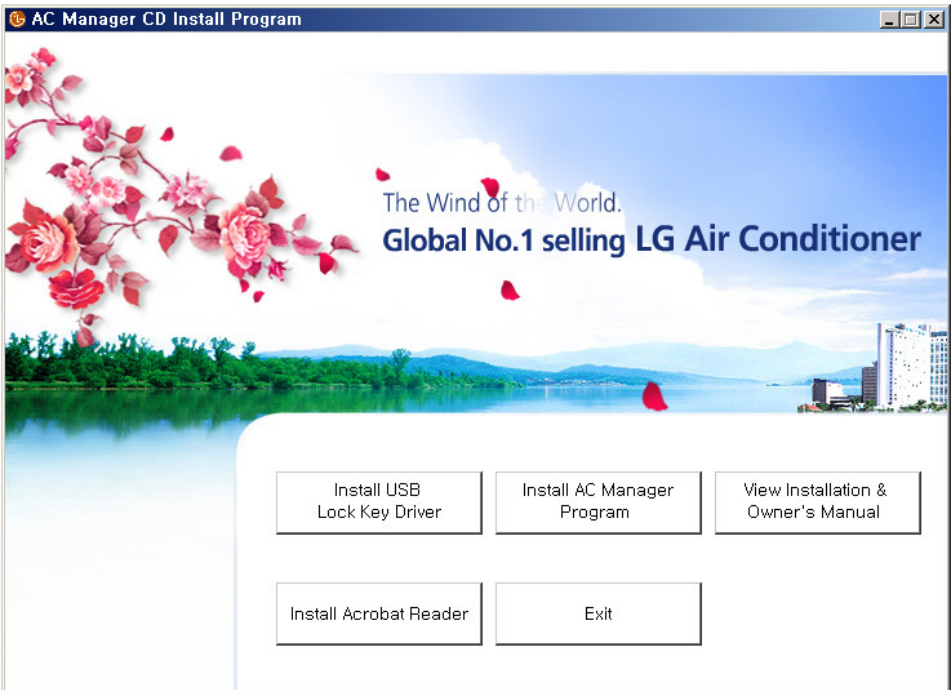 AC Manager CD Install Program
The Wind of the World.
Global No.1 selling LG Air Conditioner
Install USB
Lock Key Driver
Install AC Manager
Program
View Installation &
Owner's Manual
Install Acrobat Reader
Exit